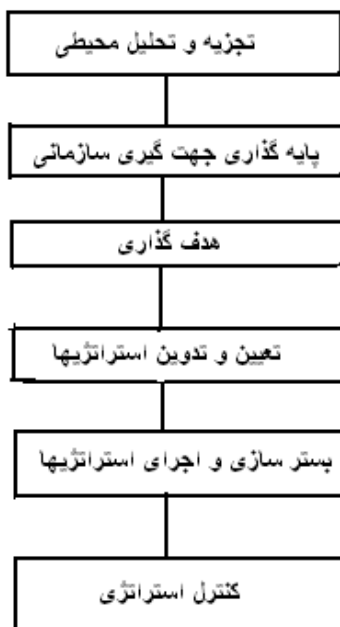 تجزیه و تحلیل محیطی
پایه گذاری جهت گیری سازمانی
هدف گذاری
تعیین و تدوین استراتژیها
بستر سازی و اجرای استراتژیها
کنترل استراتژی